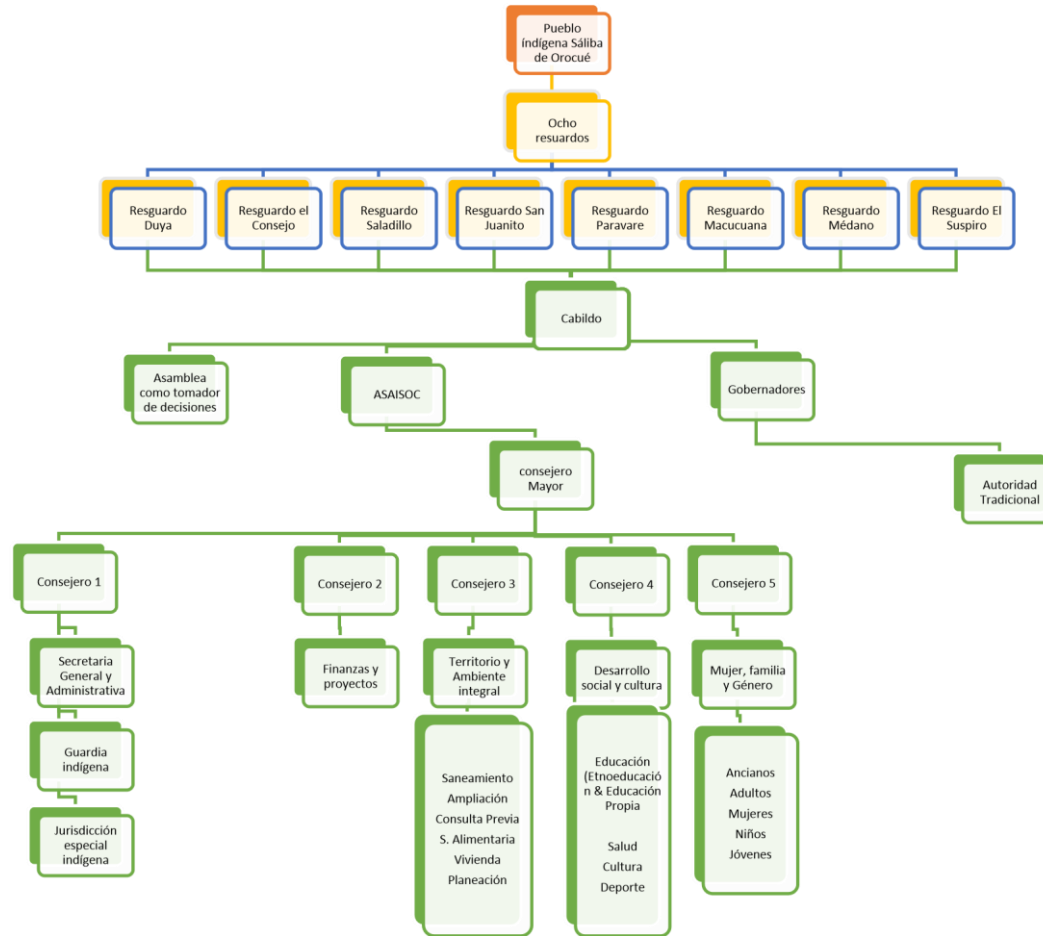 Pueblo
indígena Sáliba
de Orocué
Ocho
resuardos
Resguardo
Duya
Resguardo el
Consejo
Resguardo
Saladillo
Resguardo San
Juanito
Resguardo
Paravare
Resguardo
Macucuana
Resguardo
Médano
Resguardo El
Suspiro
Cabildo
Asamblea
como tomador
de decisiones
ASAISOC
Gobernadores
consejero
Mayor
Autoridad
Tradicional
Consejero 1
Consejero 2
Consejero 3
Consejero 4
Consejero 5
Secretaria
General y
Administrativa
Finanzas y
proyectos
Territorio y
Ambiente
integral
Desarrollo
social y cultura
Mujer, familia
y Género
Guardia
indígena
Jurisdicción
especial
indígena
Saneamiento
Ampliación
Consulta Previa
S. Alimentaria
Vivienda
Planeación
Educación
(Etnoeducació
n & Educación
Propia
Salud
Cultura
Deporte
Ancianos
Adultos
Mujeres
Niños
Jóvenes